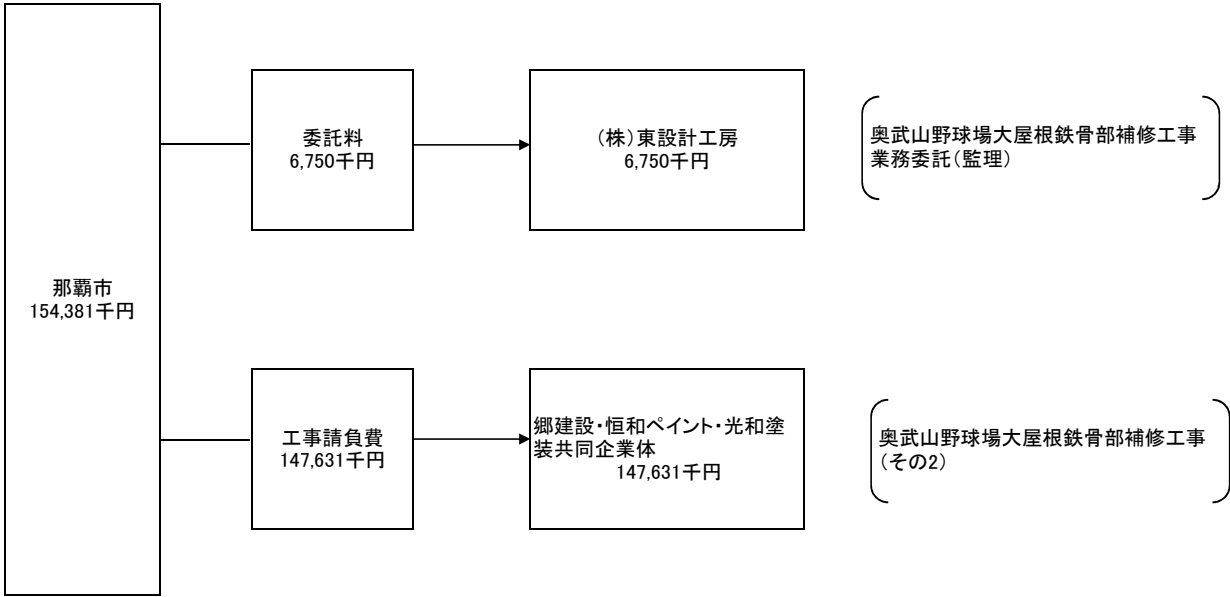 那覇市
154,381千円
委託料
6,750千円
(株)東設計工房
6,750千円
奥武山野球場大屋根鉄骨部補修工事
業務委託(監理)
工事請負費
147,631千円
郷建設・恒和ペイント・光和塗
装共同企業体
147,631千円
奥武山野球場大屋根鉄骨部補修工事
(その2)